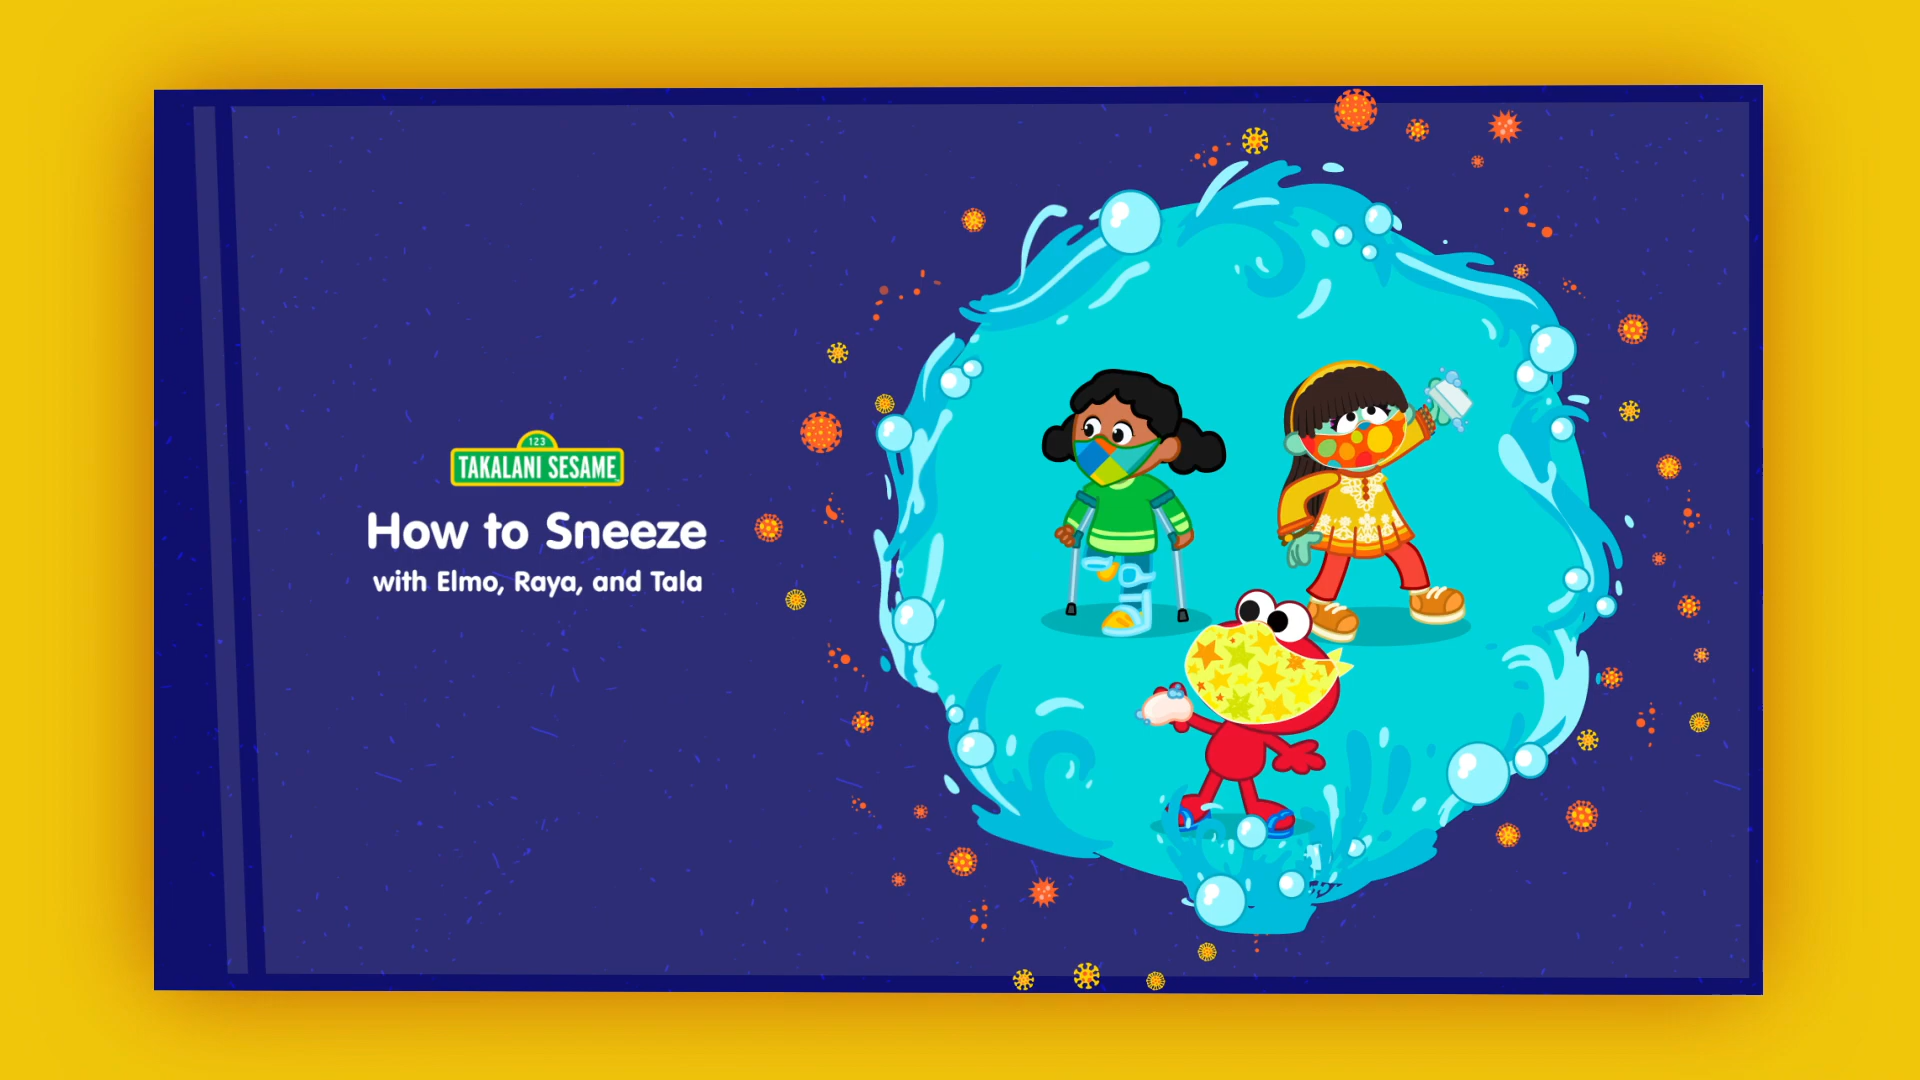 123
TAKALANI SESAME
How to Sneeze
with Elmo, Raya, and Tala